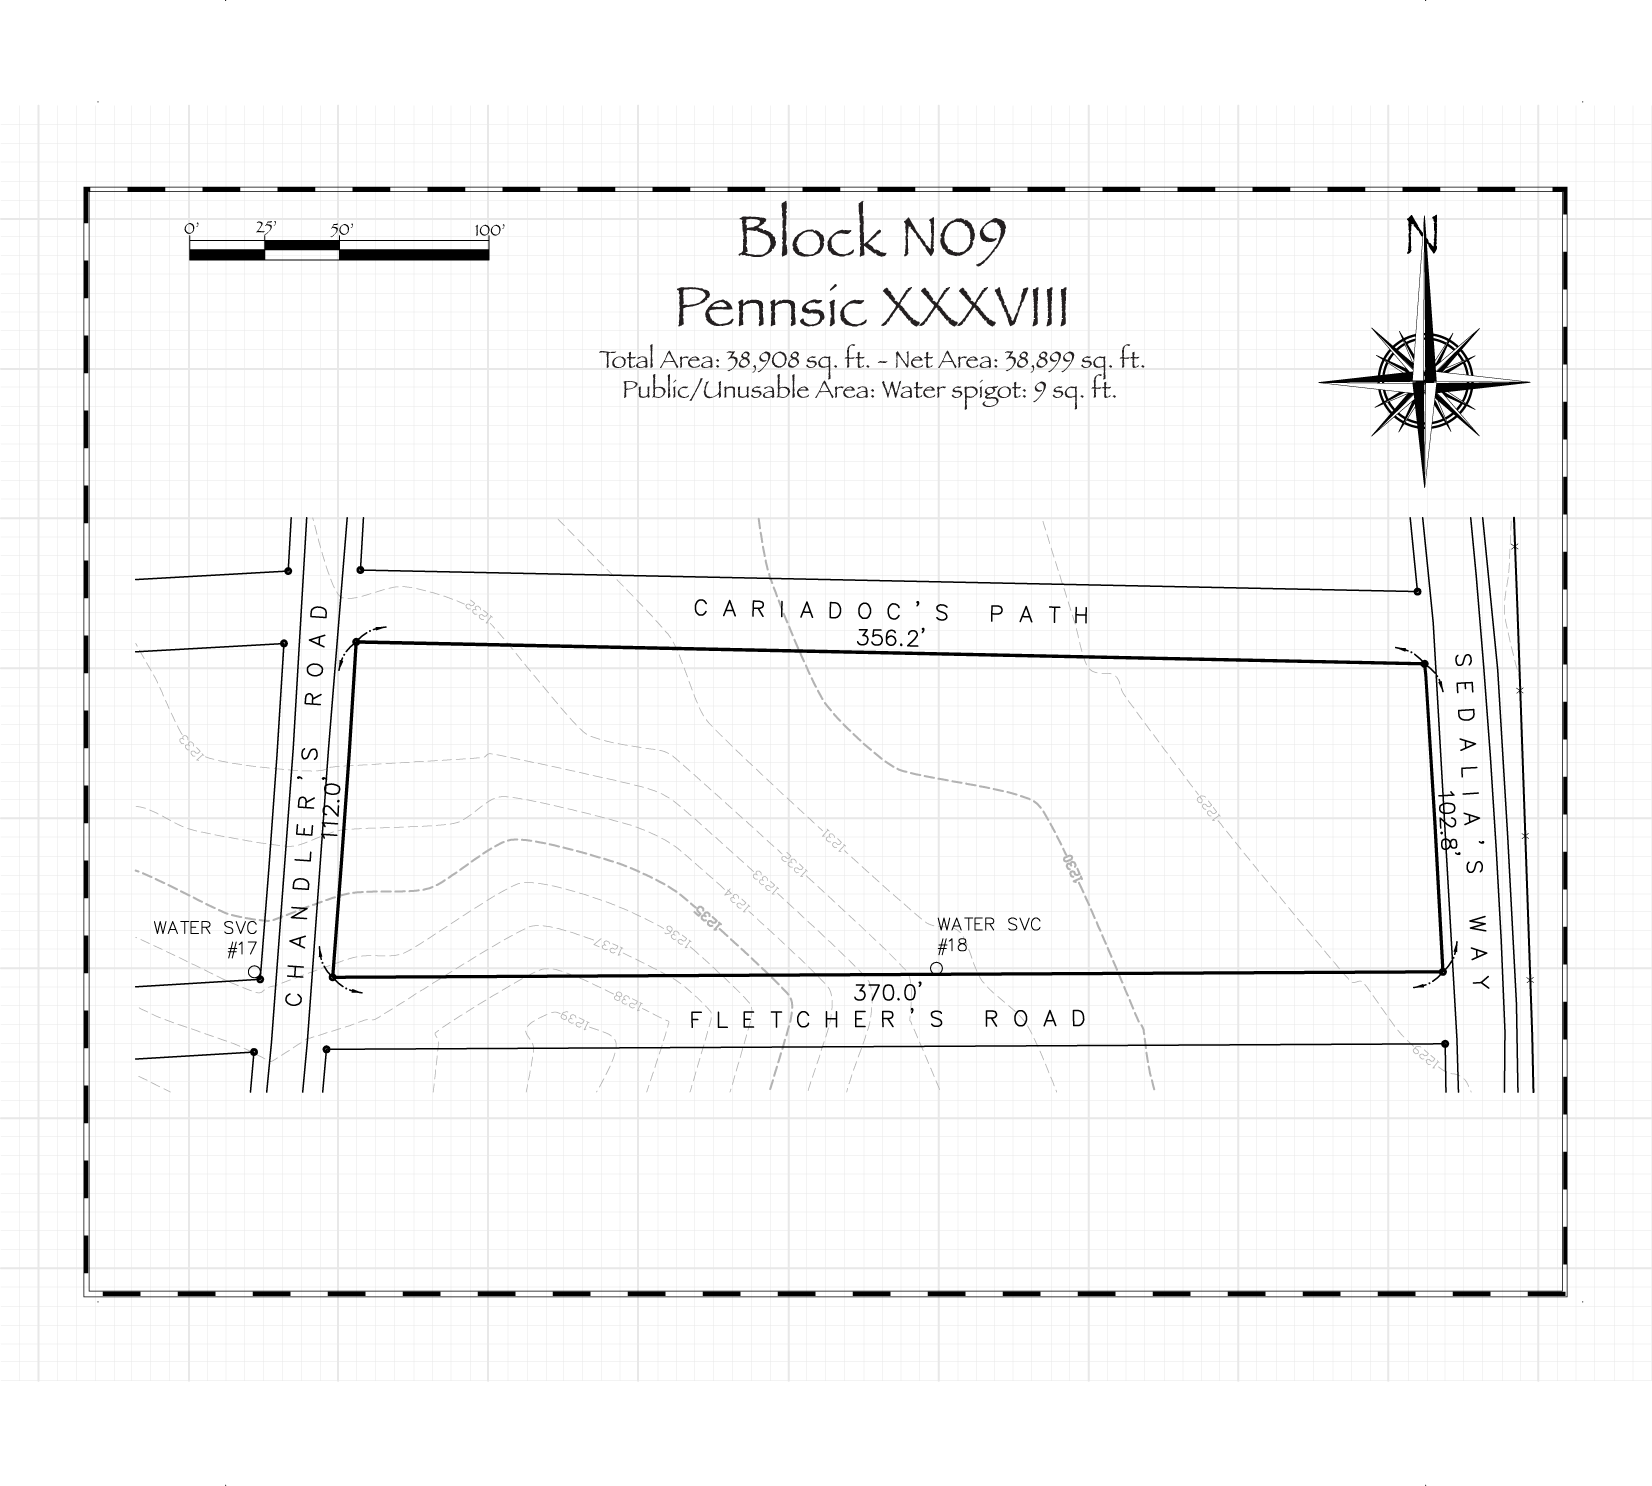 0' 25' 50' 100'
Block N09
Pennsic XXXVIII
Total Area: 38,908 sq. ft. - Net Area: 38,899 sq. ft.
Public/Unusable Area: Water spigot: 9 sq. ft.
N
CARIADOC'S PATH
356.2'
CHANDLER'S ROAD
112.0'
SEDALIA'S WAY
102.8'
1232
1233
1229
1231
1232
1233
1234
1235
1236
1237
1238
1239
1230
WATER SVC
#17
WATER SVC
#18
370.0'
FLETCHER'S ROAD
1229